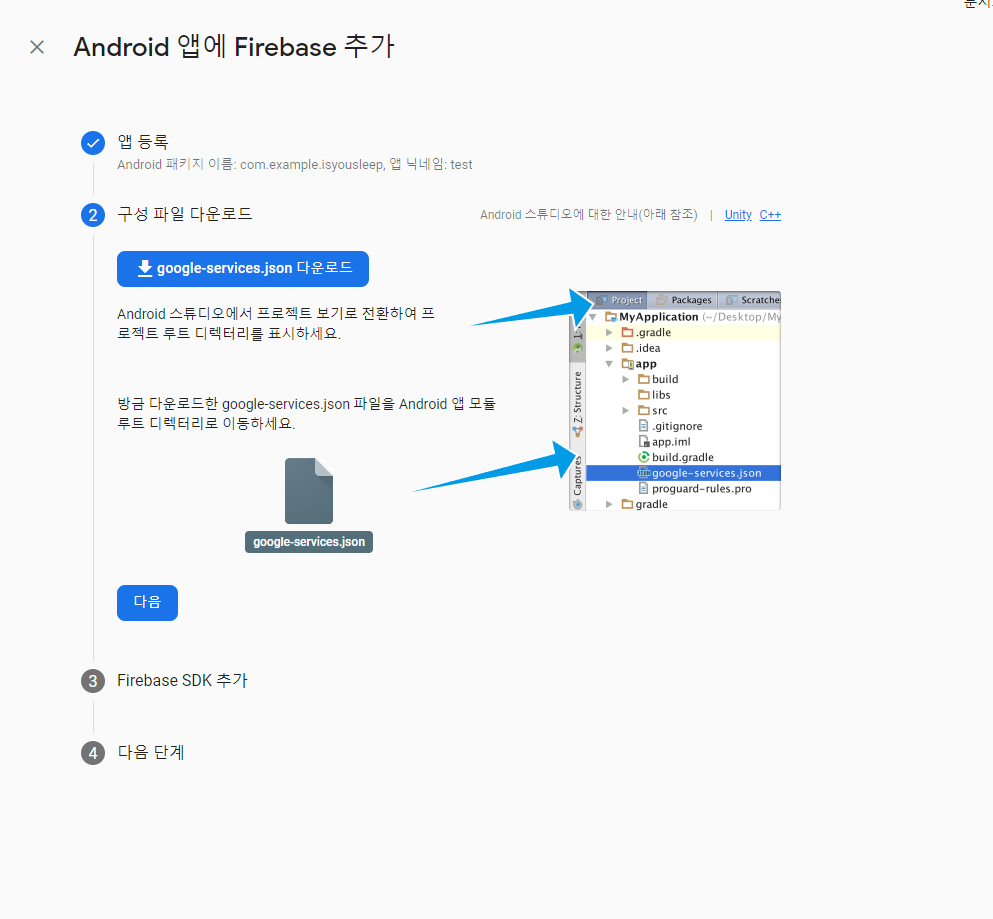 Android 앱에 Firebase 추가
앱 등록
Android 패키지 이름: com.example.isyousleep, 앱 닉네임: test
2 구성 파일 다운로드
Android 스튜디오에 대한 안내(아래 참조) | Unity C++
google-services.json 다운로드
Android 스튜디오에서 프로젝트 보기로 전환하여 프
로젝트 루트 디렉터리를 표시하세요.
방금 다운로드한 google-services.json 파일을 Android 앱 모듈
루트 디렉터리로 이동하세요.
google-services.json
Project Packages Scratches
MyApplication (~/Desktop/My
.gradle
.idea
app
build
libs
src
.gitignore
app.iml
build.gradle
google-services.json
proguard-rules.pro
gradle
Z: Structure
Captures
다음
3 Firebase SDK 추가
4 다음 단계